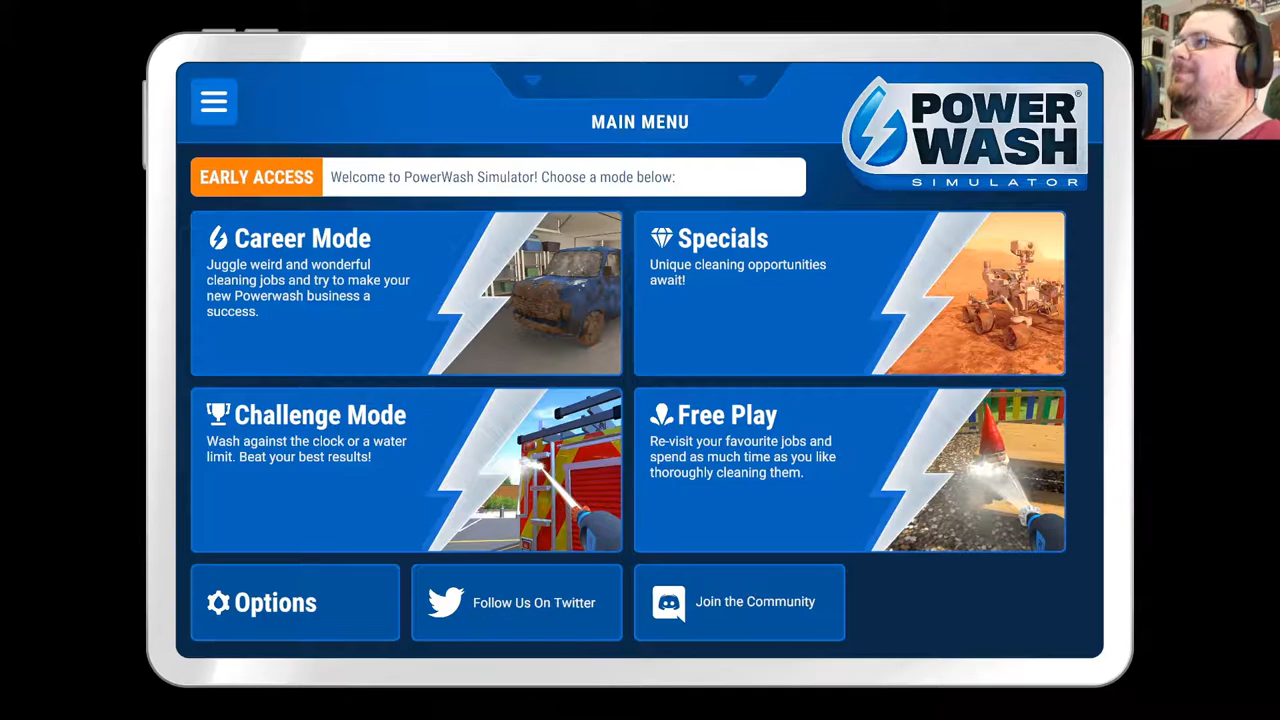 MAIN MENU
POWER
WASH
SIMULATOR
EARLY ACCESS
Welcome to PowerWash Simulator! Choose a mode below:
Career Mode
Juggle weird and wonderful
cleaning jobs and try to make your
new Powerwash business a
success.
Specials
Unique cleaning opportunities
await!
Challenge Mode
Wash against the clock or a water
limit. Beat your best results!
Free Play
Re-visit your favourite jobs and
spend as much time as you like
thoroughly cleaning them.
Options
Follow Us On Twitter
Join the Community